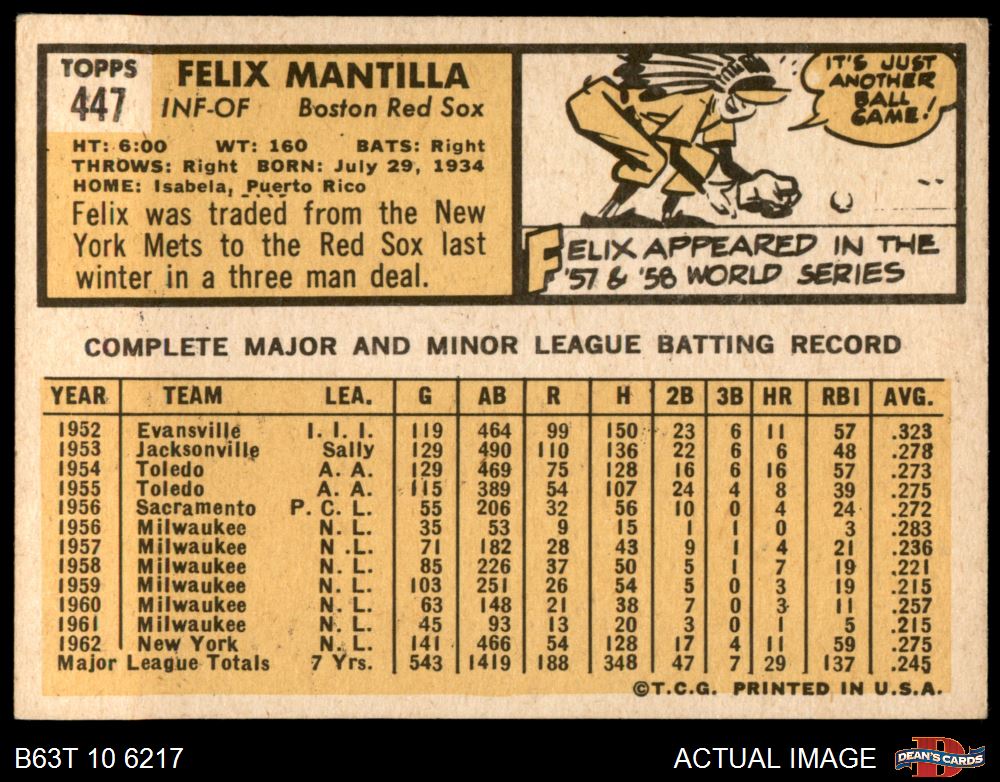 TOPPS
447
FELIX MANTILLA
INF-OF Boston Red Sox
HT: 6:00 WT: 160 BATS: Right
THROWS: Right BORN: July 29, 1934
HOME: Isabela, Puerto Rico
Felix was traded from the New
York Mets to the Red Sox last
winter in a three man deal.
IT'S JUST
ANOTHER
BALL
GAME!
FELIX APPEARED IN THE
'57 & '58 WORLD SERIES
COMPLETE MAJOR AND MINOR LEAGUE BATTING RECORD
YEAR TEAM LEA. G AB R H 2B 3B HR RBI AVG.
1952 Evansville I. I. I. 119 464 99 150 23 6 11 57 .323
1953 Jacksonville Sally 129 490 110 136 22 6 6 48 .278
1954 Toledo A. A. 129 469 75 128 16 6 16 57 .273
1955 Toledo A. A. 115 389 54 107 24 4 8 39 .275
1956 Sacramento P. C. L. 55 206 32 56 10 0 4 24 .272
1956 Milwaukee N. L. 35 53 9 15 1 1 0 3 .283
1957 Milwaukee N .L. 71 182 28 43 9 1 4 21 .236
1958 Milwaukee N. L. 85 226 37 50 5 1 7 19 .221
1959 Milwaukee N. L. 103 251 26 54 5 0 3 19 .215
1960 Milwaukee N. L. 63 148 21 38 7 0 3 11 .257
1961 Milwaukee N. L. 45 93 13 20 3 0 1 5 .215
1962 New York N. L. 141 466 54 128 17 4 11 59 .275
Major League Totals 7 Yrs. 543 1419 188 348 47 7 29 137 .245
©T.C.G. PRINTED IN U.S.A.
B63T 10 6217
ACTUAL IMAGE
D
DEAN'S CARDS